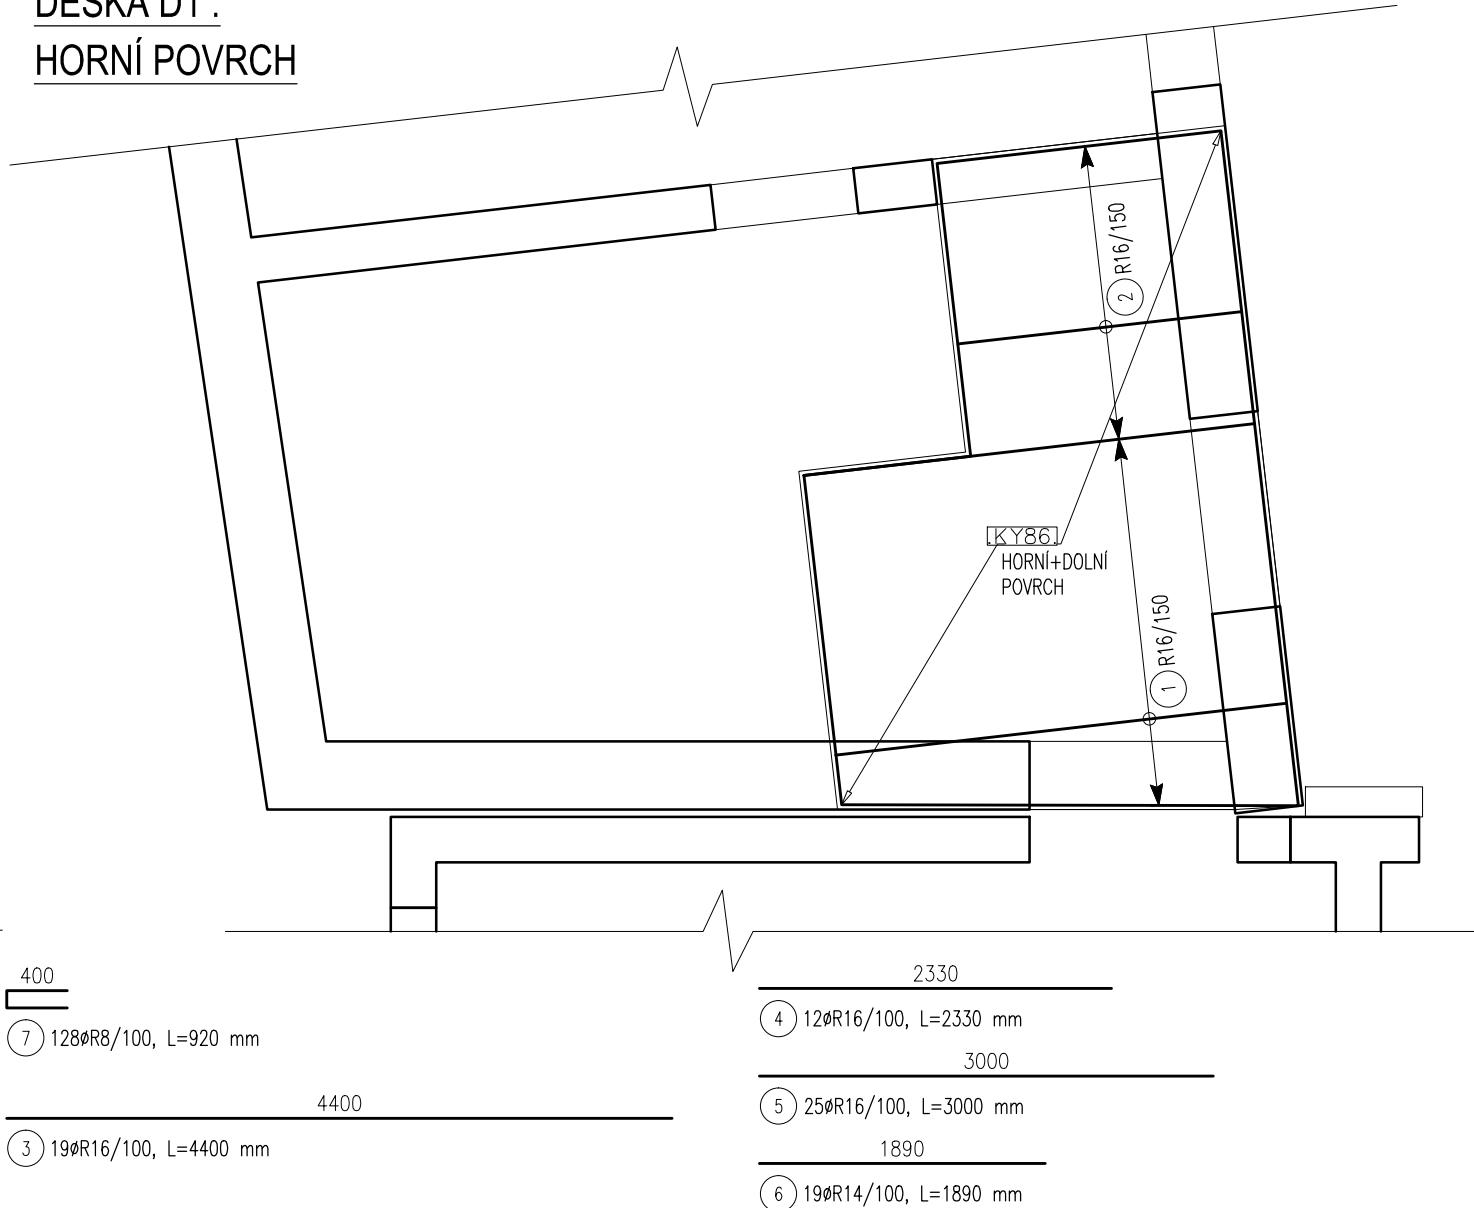 DESKA D1 :
HORNÍ POVRCH
2 R16/150
.KY86.
HORNÍ+DOLNÍ
POVRCH
1 R16/150
400
7 128øR8/100, L=920 mm
4400
3 19øR16/100, L=4400 mm
2330
4 12øR16/100, L=2330 mm
3000
5 25øR16/100, L=3000 mm
1890
6 19øR14/100, L=1890 mm